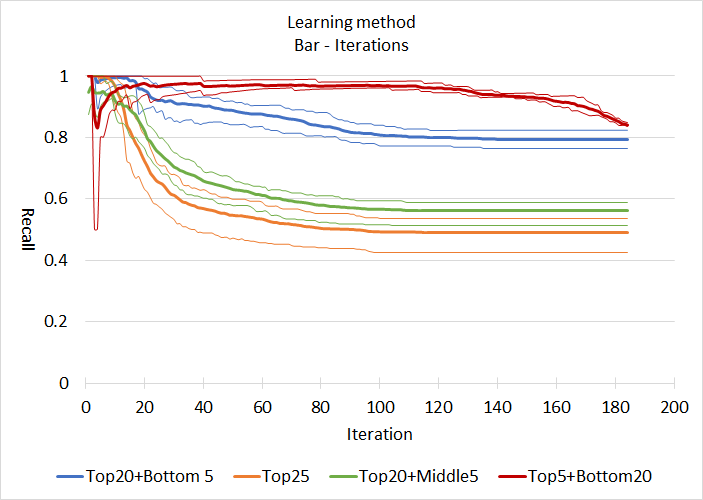 Learning method
Bar - Iterations
1
0.8
0.6
0.4
0.2
0
Recall
0 20 40 60 80 100 120 140 160 180 200
Iteration
Top20+Bottom 5 Top25 Top20+Middle5 Top5+Bottom20